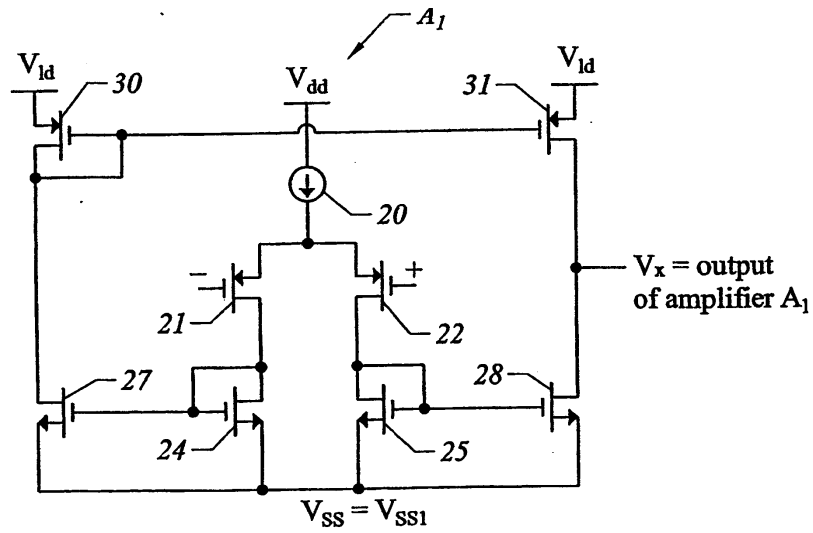 A1
Vld
30
Vdd
31
Vld
20
−
+
21
22
Vx = output
of amplifier A1
27
28
24
25
VSS = VSS1